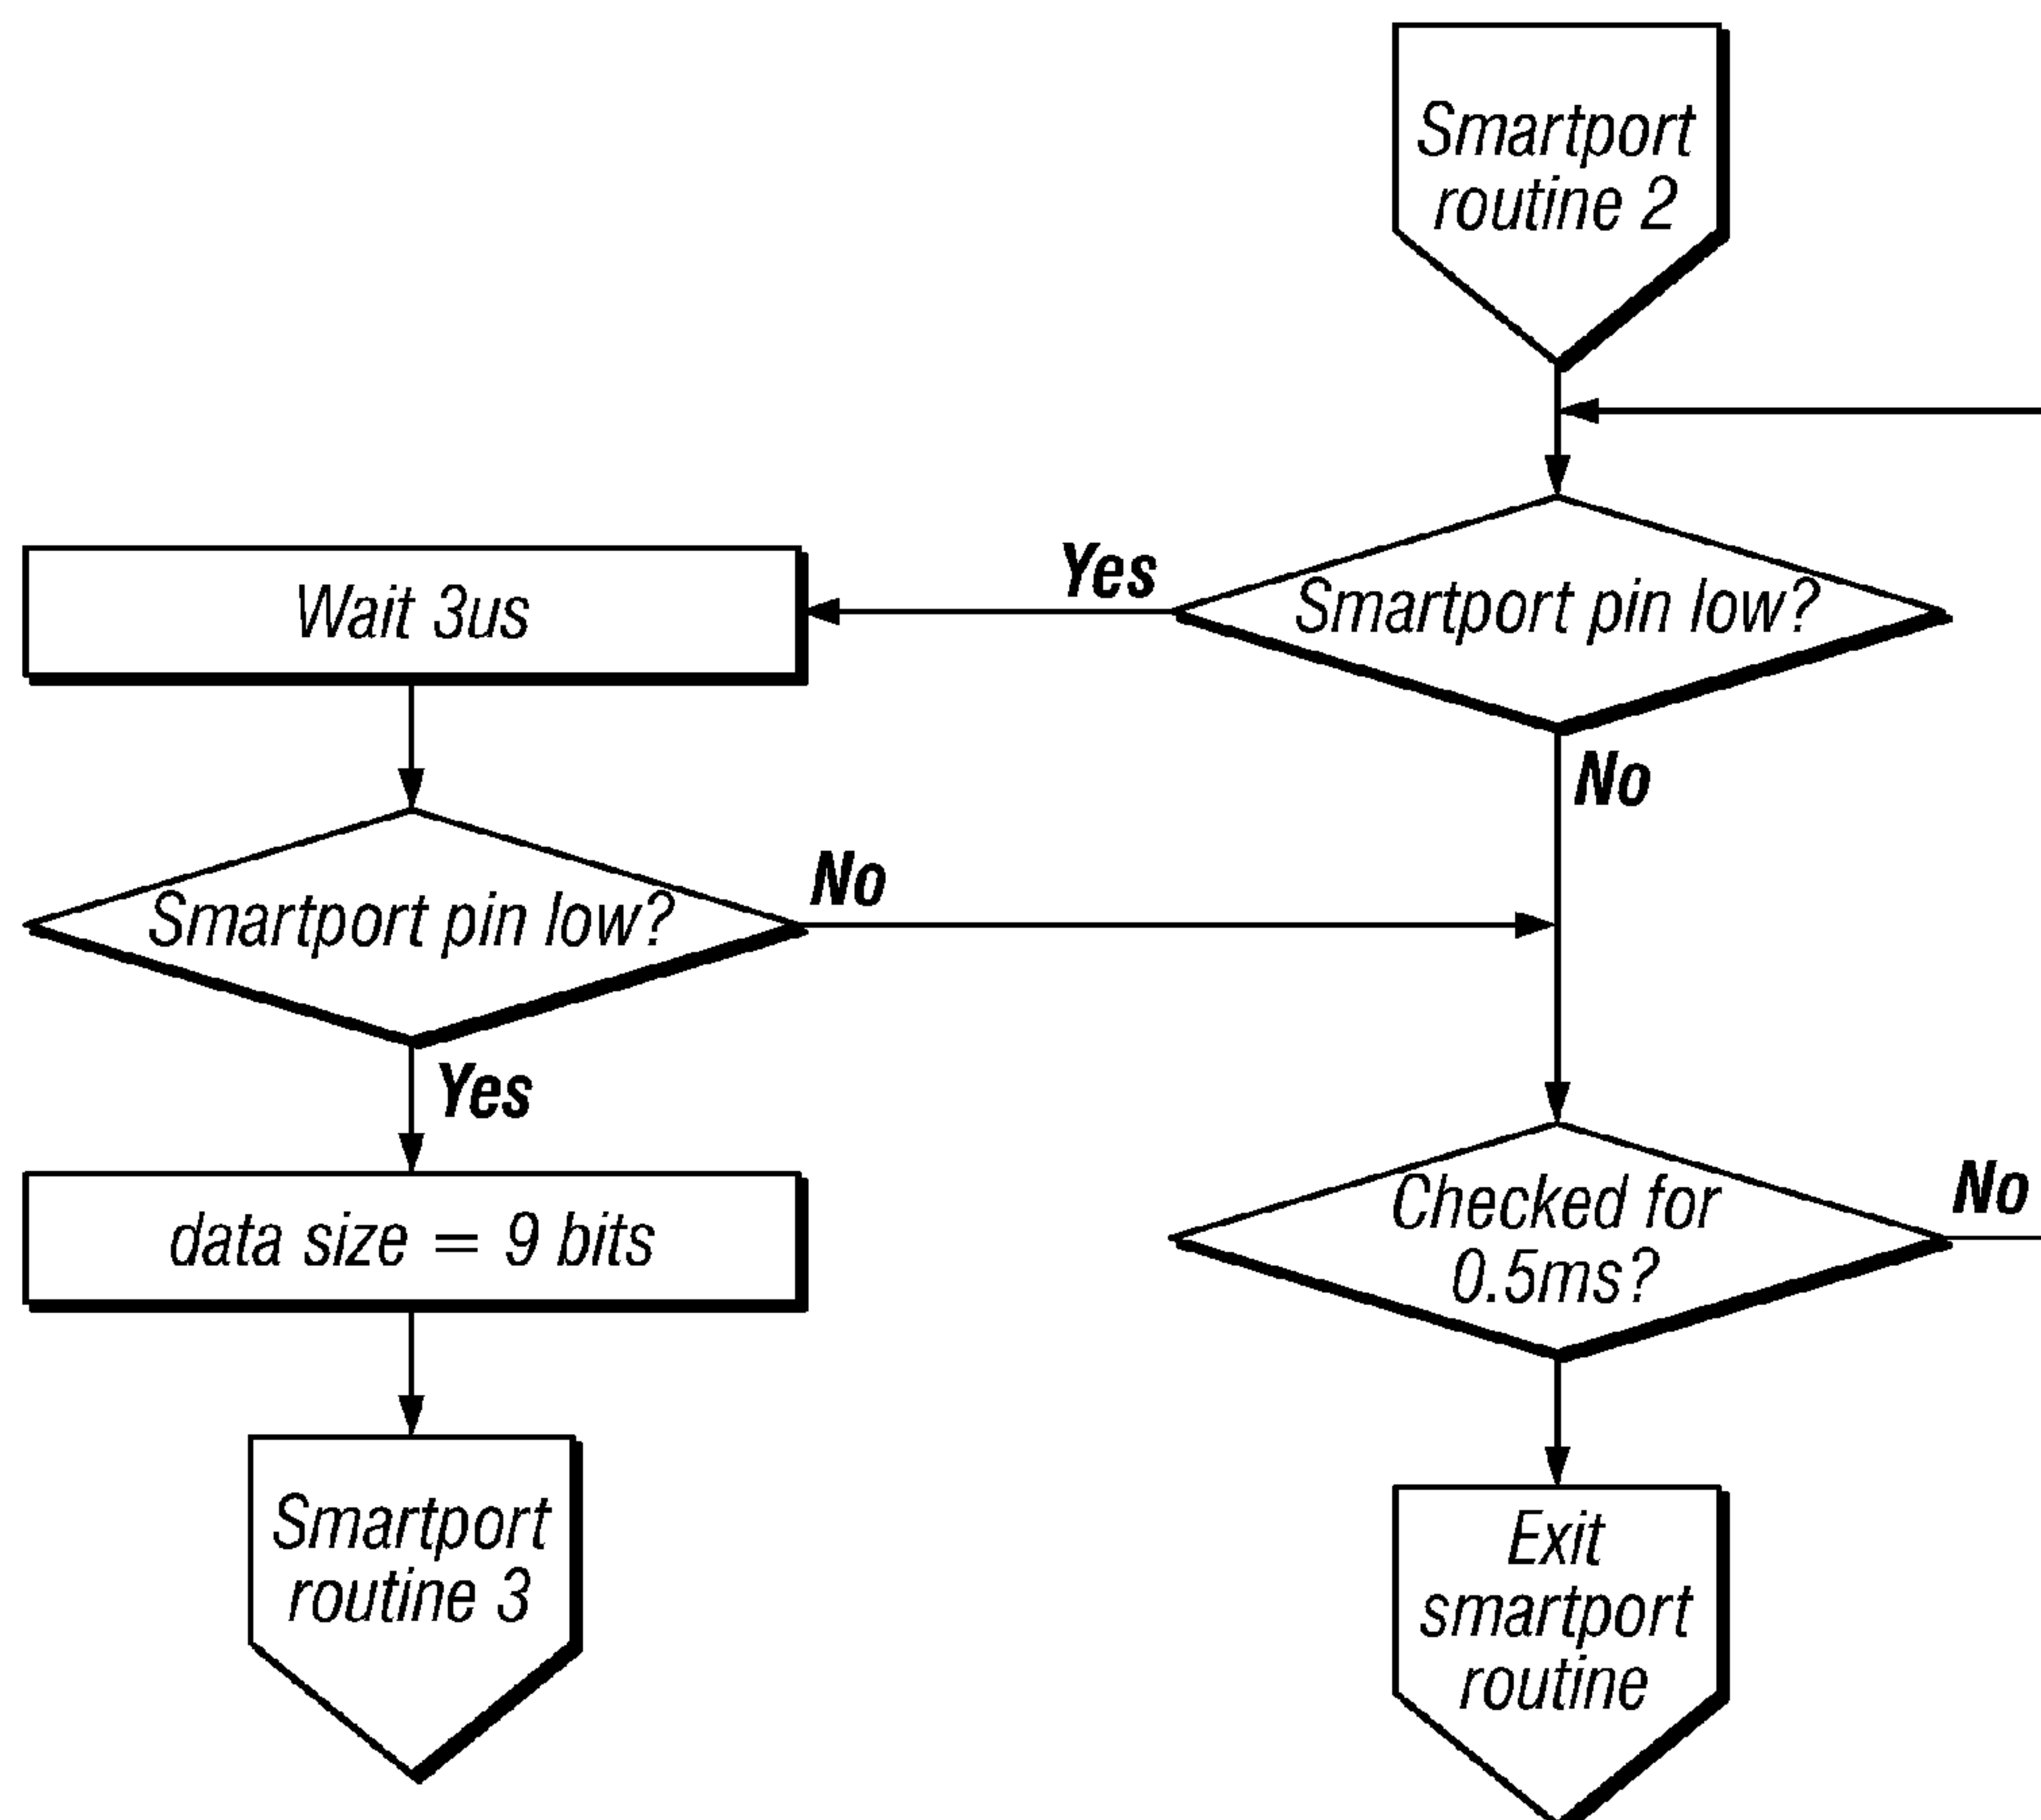 Smartport
routine 2
Yes
Smartport pin low?
Wait 3us
No
Smartport pin low?
No
Yes
data size = 9 bits
Checked for
0.5ms?
No
Smartport
routine 3
Exit
smartport
routine